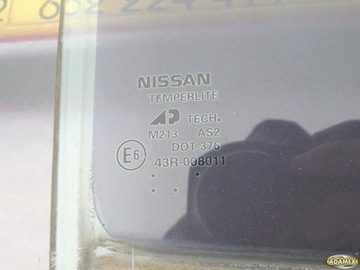 NISSAN
TEMPERLITE
AP TECH.
M213 AS2
DOT.376
E6 43R-008011
ADAMEX